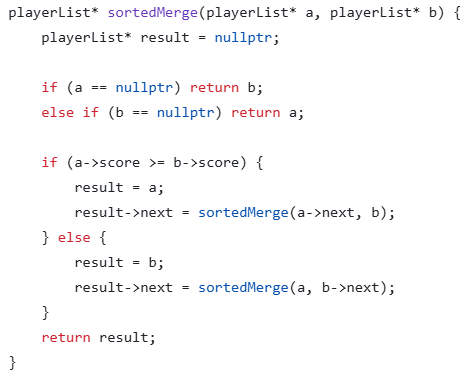 playerList* sortedMerge(playerList* a, playerList* b) {
    playerList* result = nullptr;

    if (a == nullptr) return b;
    else if (b == nullptr) return a;

    if (a->score >= b->score) {
        result = a;
        result->next = sortedMerge(a->next, b);
    } else {
        result = b;
        result->next = sortedMerge(a, b->next);
    }
    return result;
}